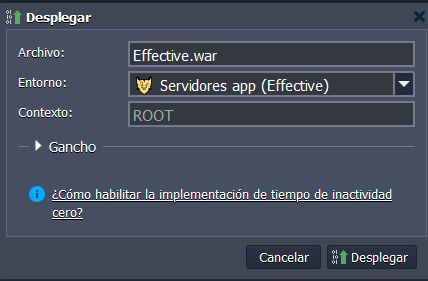 Desplegar
Archivo: Effective.war
Entorno: Servidores app (Effective)
Contexto: ROOT
Gancho
¿Cómo habilitar la implementación de tiempo de inactividad
cero?
Cancelar Desplegar